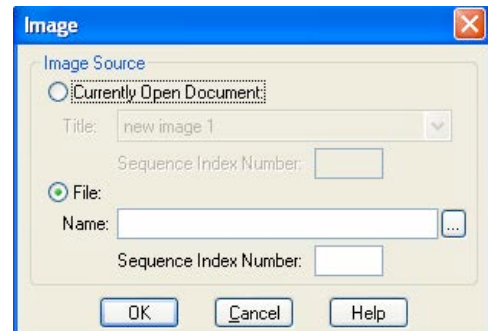 Image
Image Source
Currently Open Document:
Title: new image 1
Sequence Index Number:
File:
Name: ...
Sequence Index Number:
OK Cancel Help